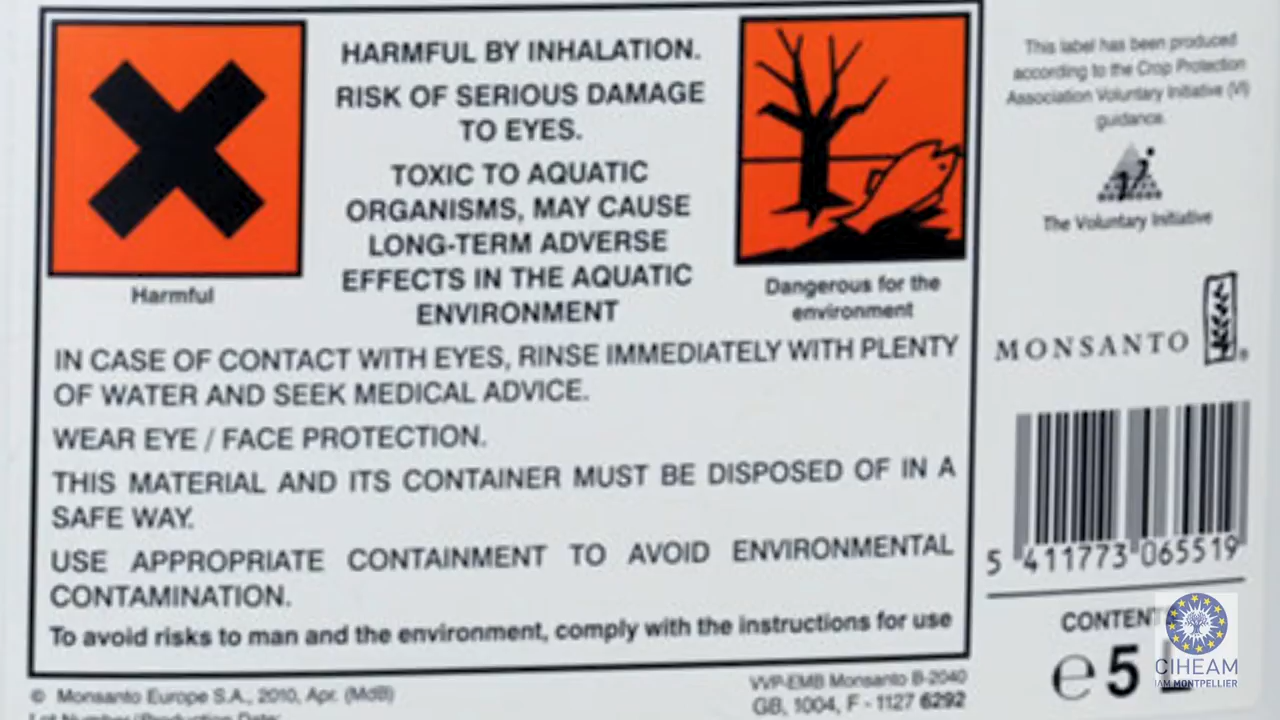 HARMFUL BY INHALATION.
RISK OF SERIOUS DAMAGE
TO EYES.
TOXIC TO AQUATIC
ORGANISMS, MAY CAUSE
LONG-TERM ADVERSE
EFFECTS IN THE AQUATIC
ENVIRONMENT
Harmful
Dangerous for the
environment
IN CASE OF CONTACT WITH EYES, RINSE IMMEDIATELY WITH PLENTY
OF WATER AND SEEK MEDICAL ADVICE.
WEAR EYE / FACE PROTECTION.
THIS MATERIAL AND ITS CONTAINER MUST BE DISPOSED OF IN A
SAFE WAY.
USE APPROPRIATE CONTAINMENT TO AVOID ENVIRONMENTAL
CONTAMINATION.
To avoid risks to man and the environment, comply with the instructions for use
© Monsanto Europe S.A., 2010, Apr. (MdB)
Lot Number/Production Date:
VVP-EMB Monsanto B-2040
GB, 1004, F - 1127 6292
This label has been produced
according to the Crop Protection
Association Voluntary Initiative (VI)
guidance.
The Voluntary Initiative
MONSANTO ®
5 411773 065519
CONTENT
e 5 L
CIHEAM
IAM MONTPELLIER